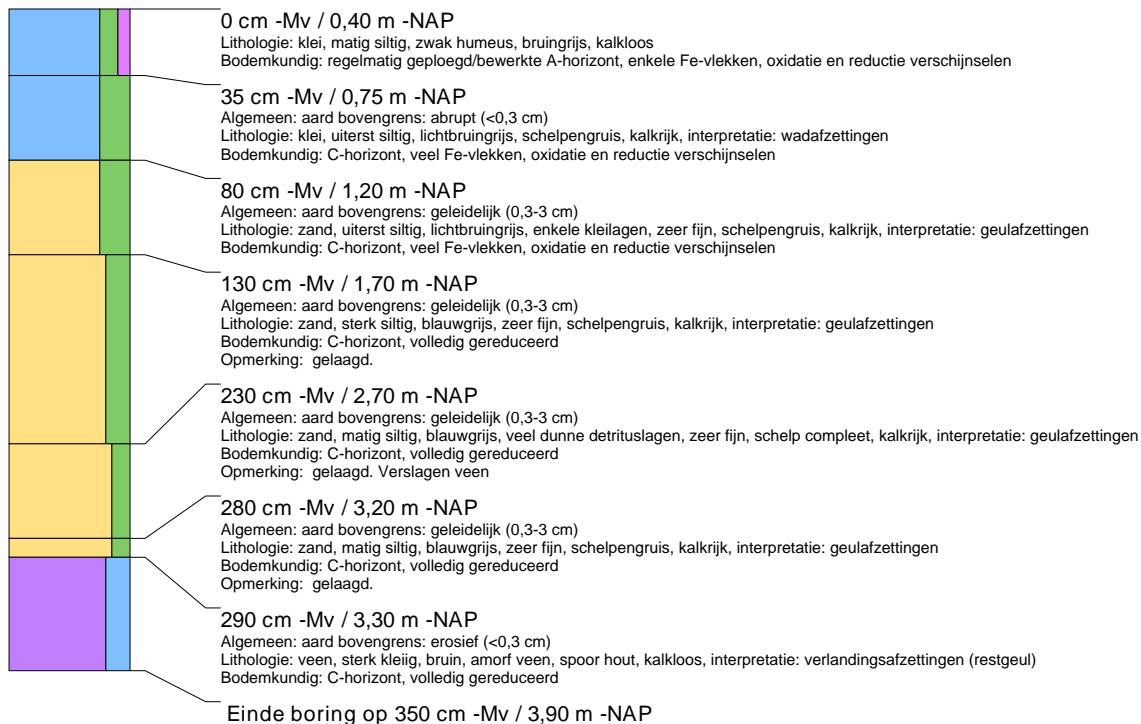 0 cm -Mv / 0,40 m -NAP
Lithologie: klei, matig siltig, zwak humeus, bruingrijs, kalkloos
Bodemkundig: regelmatig geploegd/bewerkte A-horizont, enkele Fe-vlekken, oxidatie en reductie verschijnselen
35 cm -Mv / 0,75 m -NAP
Algemeen: aard bovengrens: abrupt (<0,3 cm)
Lithologie: klei, uiterst siltig, lichtbruingrijs, schelpengruis, kalkrijk, interpretatie: wadafzettingen
Bodemkundig: C-horizont, veel Fe-vlekken, oxidatie en reductie verschijnselen
80 cm -Mv / 1,20 m -NAP
Algemeen: aard bovengrens: geleidelijk (0,3-3 cm)
Lithologie: zand, uiterst siltig, lichtbruingrijs, enkele kleilagen, zeer fijn, schelpengruis, kalkrijk, interpretatie: geulafzettingen
Bodemkundig: C-horizont, veel Fe-vlekken, oxidatie en reductie verschijnselen
130 cm -Mv / 1,70 m -NAP
Algemeen: aard bovengrens: geleidelijk (0,3-3 cm)
Lithologie: zand, sterk siltig, blauwgrijs, zeer fijn, schelpengruis, kalkrijk, interpretatie: geulafzettingen
Bodemkundig: C-horizont, volledig gereduceerd
Opmerking:  gelaagd.
230 cm -Mv / 2,70 m -NAP
Algemeen: aard bovengrens: geleidelijk (0,3-3 cm)
Lithologie: zand, matig siltig, blauwgrijs, veel dunne detrituslagen, zeer fijn, schelp compleet, kalkrijk, interpretatie: geulafzettingen
Bodemkundig: C-horizont, volledig gereduceerd
Opmerking:  gelaagd. Verslagen veen
280 cm -Mv / 3,20 m -NAP
Algemeen: aard bovengrens: geleidelijk (0,3-3 cm)
Lithologie: zand, matig siltig, blauwgrijs, zeer fijn, schelpengruis, kalkrijk, interpretatie: geulafzettingen
Bodemkundig: C-horizont, volledig gereduceerd
Opmerking:  gelaagd.
290 cm -Mv / 3,30 m -NAP
Algemeen: aard bovengrens: erosief (<0,3 cm)
Lithologie: veen, sterk kleiig, bruin, amorf veen, spoor hout, kalkloos, interpretatie: verlandingsafzettingen (restgeul)
Bodemkundig: C-horizont, volledig gereduceerd
Einde boring op 350 cm -Mv / 3,90 m -NAP